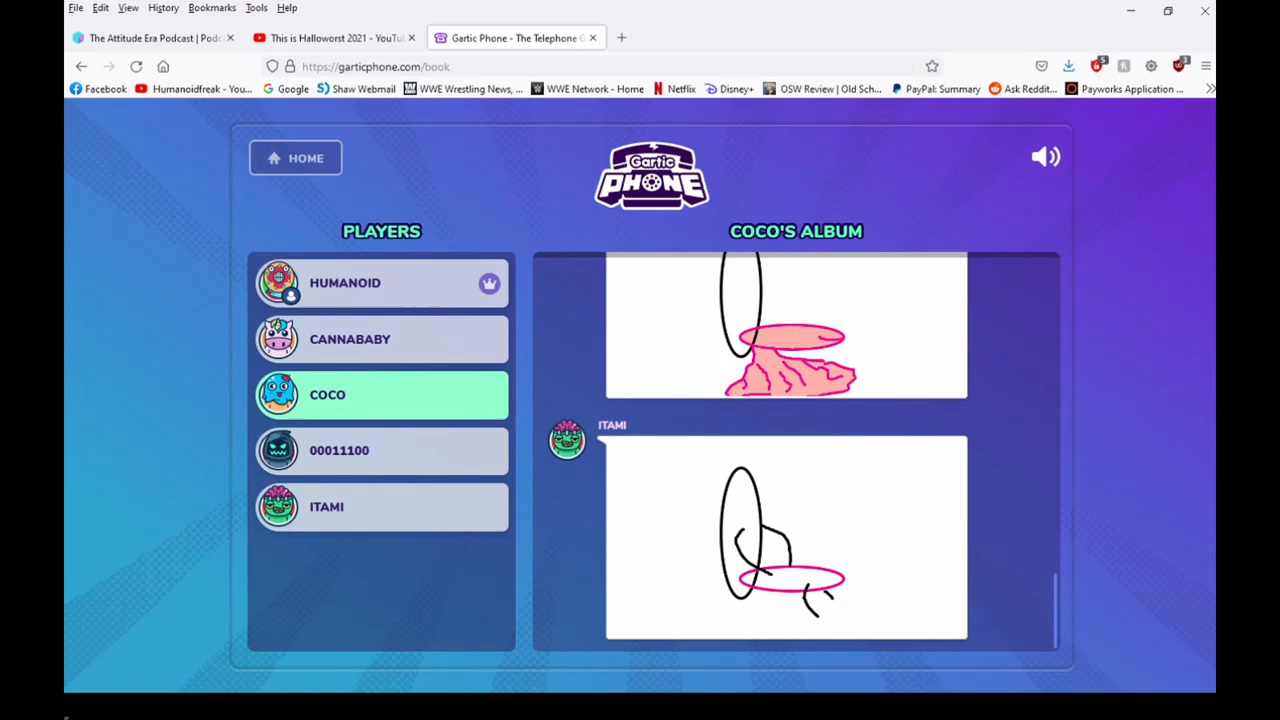 File Edit View History Bookmarks Tools Help
The Attitude Era Podcast | Podc
This is Halloworst 2021 - YouTu
Gartic Phone - The Telephone G
https://garticphone.com/book
Facebook
Humanoidfreak - You...
Google
Shaw Webmail
WWE Wrestling News, ...
WWE Network - Home
Netflix
Disney+
OSW Review | Old Sch...
PayPal: Summary
Ask Reddit...
Payworks Application ...
5
3
HOME
Gartic
PHONE
PLAYERS
COCO'S ALBUM
HUMANOID
CANNABABY
COCO
00011100
ITAMI
ITAMI